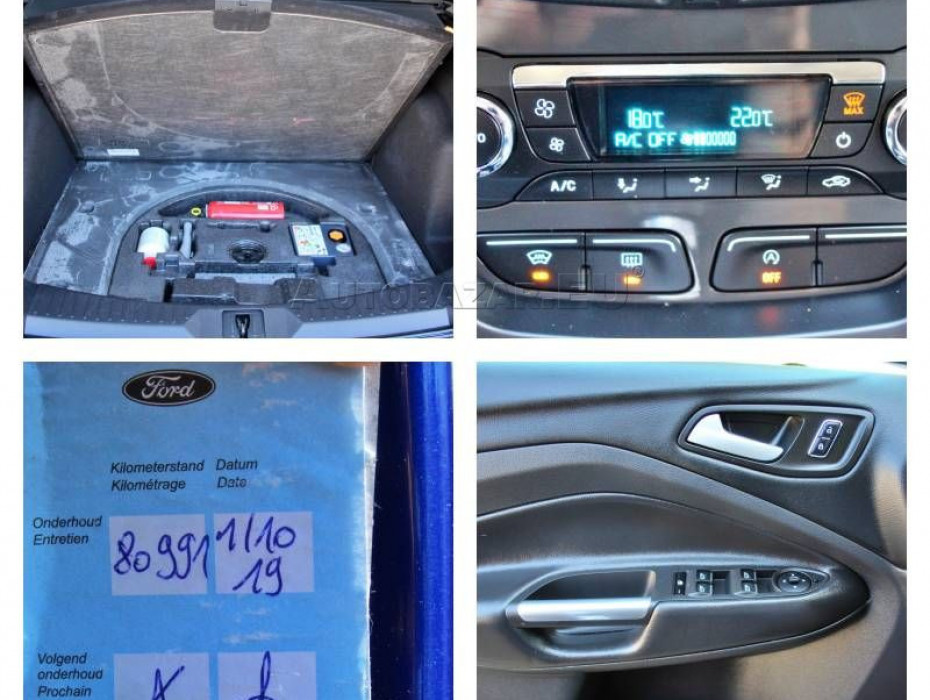 MAX
18.0℃ 22.0℃
A/C OFF
A/C
OFF
AUTOBAZAR.EU
Ford
Kilometerstand Datum
Kilométrage Date
Onderhoud
Entretien
80991 1/10
19
Volgend
onderhoud
Prochain